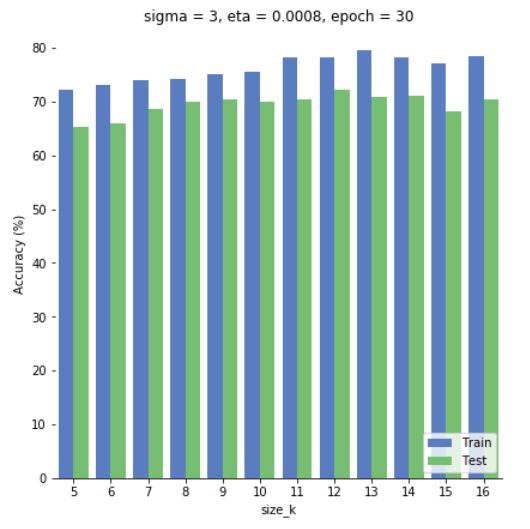 sigma = 3, eta = 0.0008, epoch = 30
80
70
60
50
40
30
20
10
0
Accuracy (%)
5 6 7 8 9 10 11 12 13 14 15 16
size_k
Train
Test